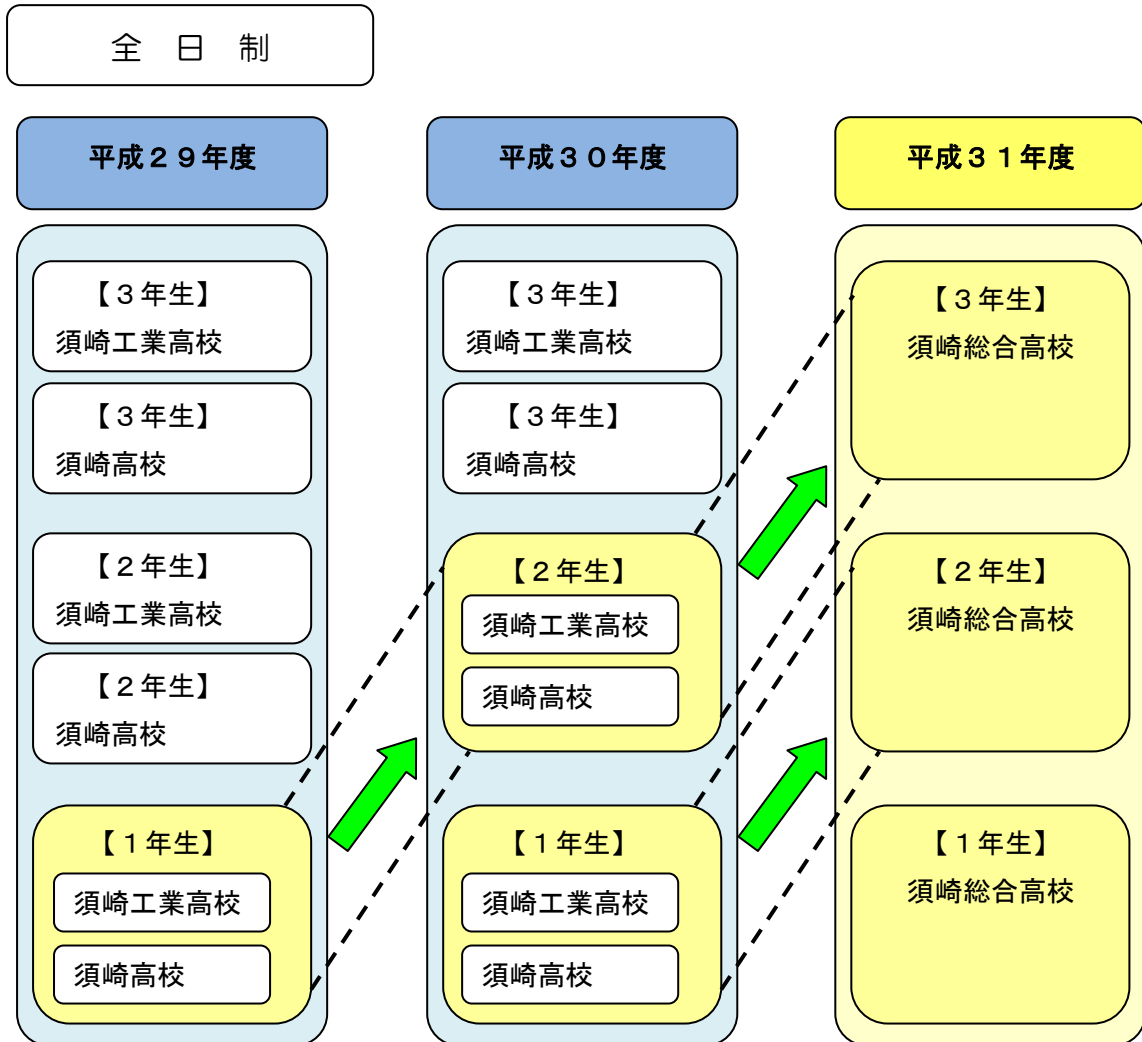 全 日 制
平成２９年度
【３年生】
須崎工業高校
【３年生】
須崎高校
【２年生】
須崎工業高校
【２年生】
須崎高校
【１年生】
須崎工業高校
須崎高校
平成３０年度
【３年生】
須崎工業高校
【３年生】
須崎高校
【２年生】
須崎工業高校
須崎高校
【１年生】
須崎工業高校
須崎高校
平成３１年度
【３年生】
須崎総合高校
【２年生】
須崎総合高校
【１年生】
須崎総合高校